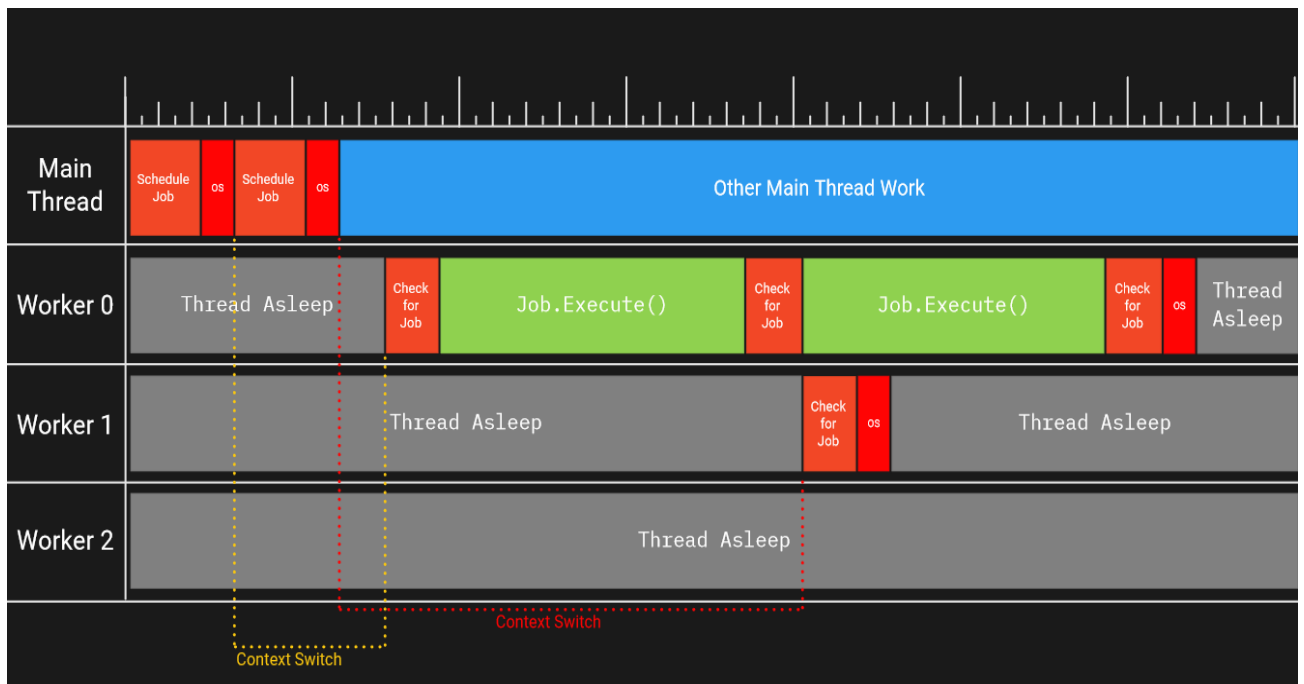 Main
Thread
Schedule
Job
os
Schedule
Job
os
Other Main Thread Work
Worker 0
Thread Asleep
Check
for
Job
Job.Execute()
Check
for
Job
Job.Execute()
Check
for
Job
os
Thread
Asleep
Worker 1
Thread Asleep
Check
for
Job
os
Thread Asleep
Worker 2
Thread Asleep
Context Switch
Context Switch